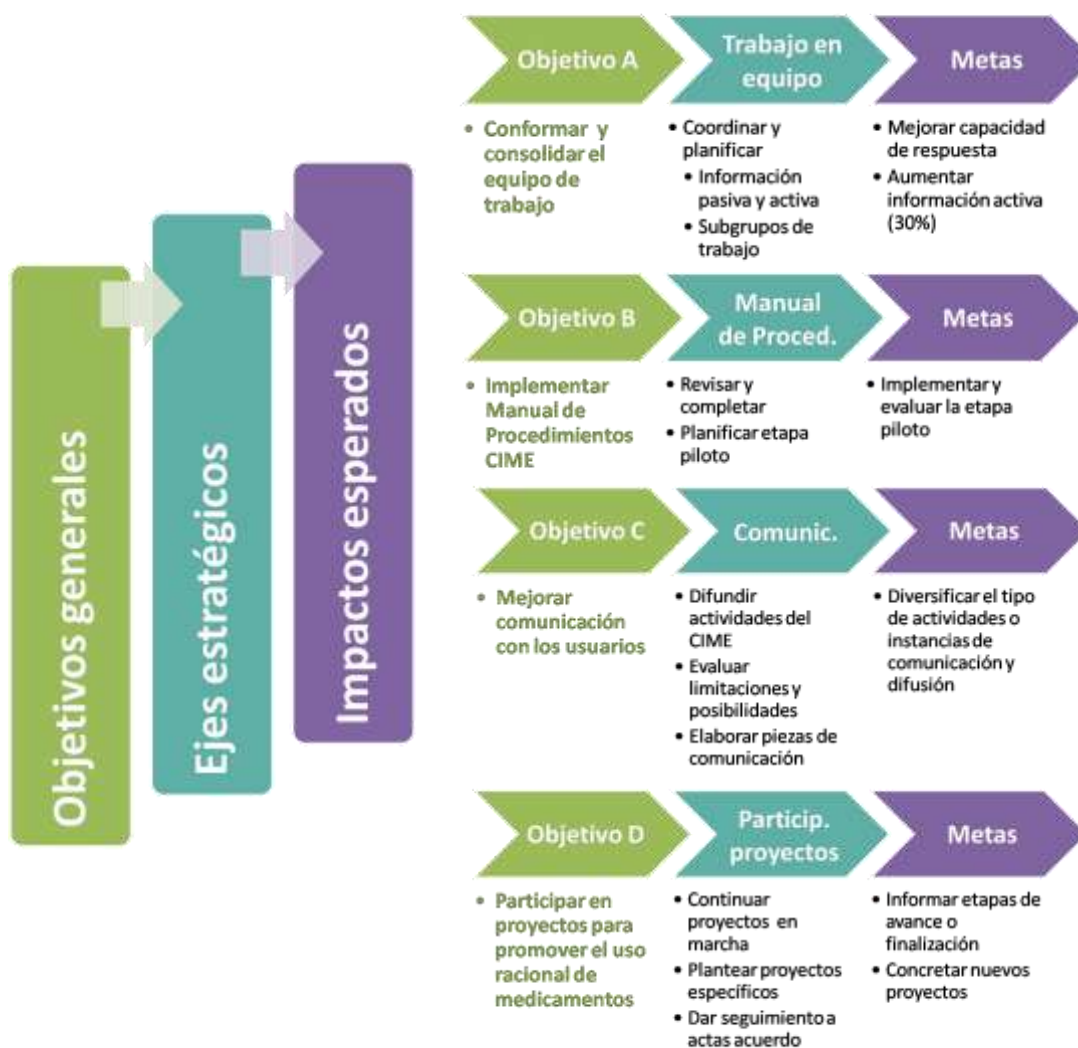 Objetivos generales
Ejes estratégicos
Impactos esperados
Objetivo A
Trabajo en
equipo
Metas
• Conformar y
consolidar el
equipo de
trabajo
• Coordinar y
planificar
• Información
pasiva y activa
• Subgrupos de
trabajo
• Mejorar capacidad
de respuesta
• Aumentar
información activa
(30%)
Objetivo B
Manual
de Proced.
Metas
• Implementar
Manual de
Procedimientos
CIME
• Revisar y
completar
• Planificar etapa
piloto
• Implementar y
evaluar la etapa
piloto
Objetivo C
Comunic.
Metas
• Mejorar
comunicación
con los usuarios
• Difundir
actividades del
CIME
• Evaluar
limitaciones y
posibilidades
• Elaborar piezas de
comunicación
• Diversificar el tipo
de actividades o
instancias de
comunicación y
difusión
Objetivo D
Particip.
proyectos
Metas
• Participar en
proyectos para
promover el uso
racional de
medicamentos
• Continuar
proyectos en
marcha
• Plantear proyectos
específicos
• Dar seguimiento a
actas acuerdo
• Informar etapas de
avance o
finalización
• Concretar nuevos
proyectos